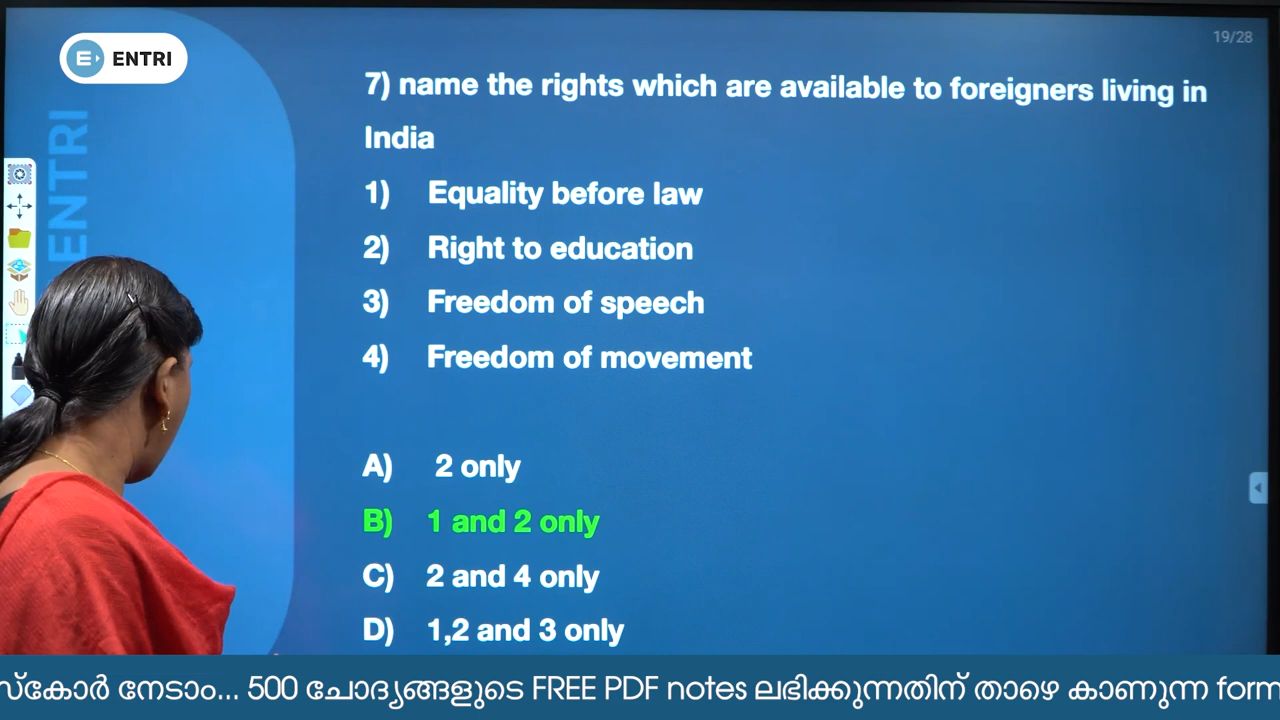 19/28
ENTRI
ENTRI
7) name the rights which are available to foreigners living in
India
1) Equality before law
2) Right to education
3) Freedom of speech
4) Freedom of movement
A) 2 only
B) 1 and 2 only
C) 2 and 4 only
D) 1,2 and 3 only
സ്കോർ നേടാം... 500 ചോദ്യങ്ങളുടെ FREE PDF notes ലഭിക്കുന്നതിന് താഴെ കാണുന്ന form